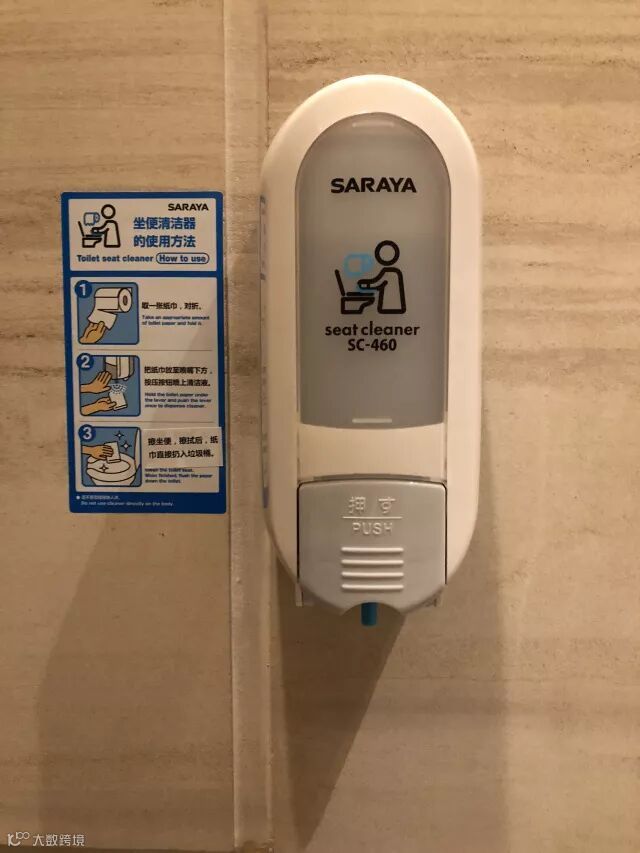 SARAYA
坐便清洁器
的使用方法
Toilet seat cleaner How to use
1
取一张纸巾，对折。
Take an appropriate amount
of toilet paper and fold it.
2
把纸巾放至喷嘴下方，
按压按钮喷上清洁液。
Hold the toilet paper under
the lever and push the lever
once to dispense cleaner.
3
擦坐便，擦拭后，纸
巾直接扔入垃圾桶。
When finished, flush the paper
down the toilet.
Do not use cleaner directly on the body.
SARAYA
seat cleaner
SC-460
押す
PUSH
大数跨境